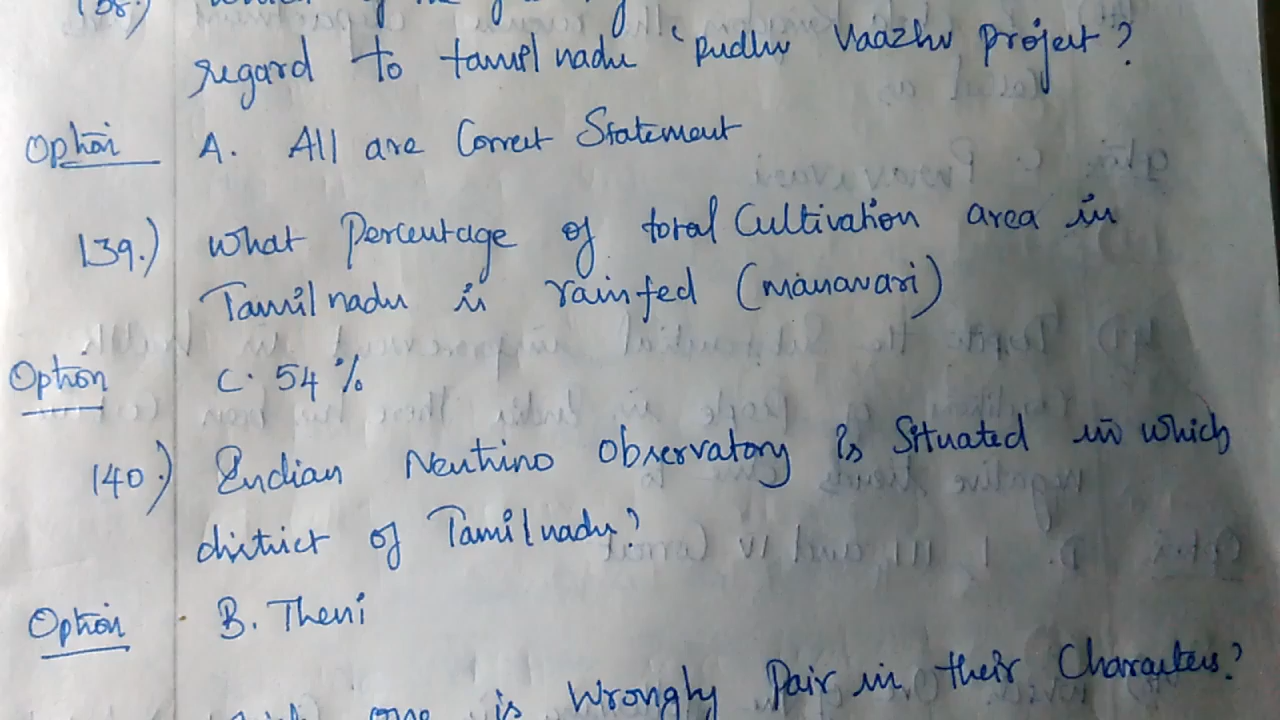 138.)
regard to tamil nadu 'pudhu Vaazhu project'?
Option A. All are Correct Statement
139.) What Percentage of total Cultivation area in
Tamilnadu is rainfed (manavari)
Option C. 54 %
140.) Indian Neutrino Observatory is Situated in which
district of Tamilnadu?
Option B. Theni
one is Wrongly Pair in their Characters?